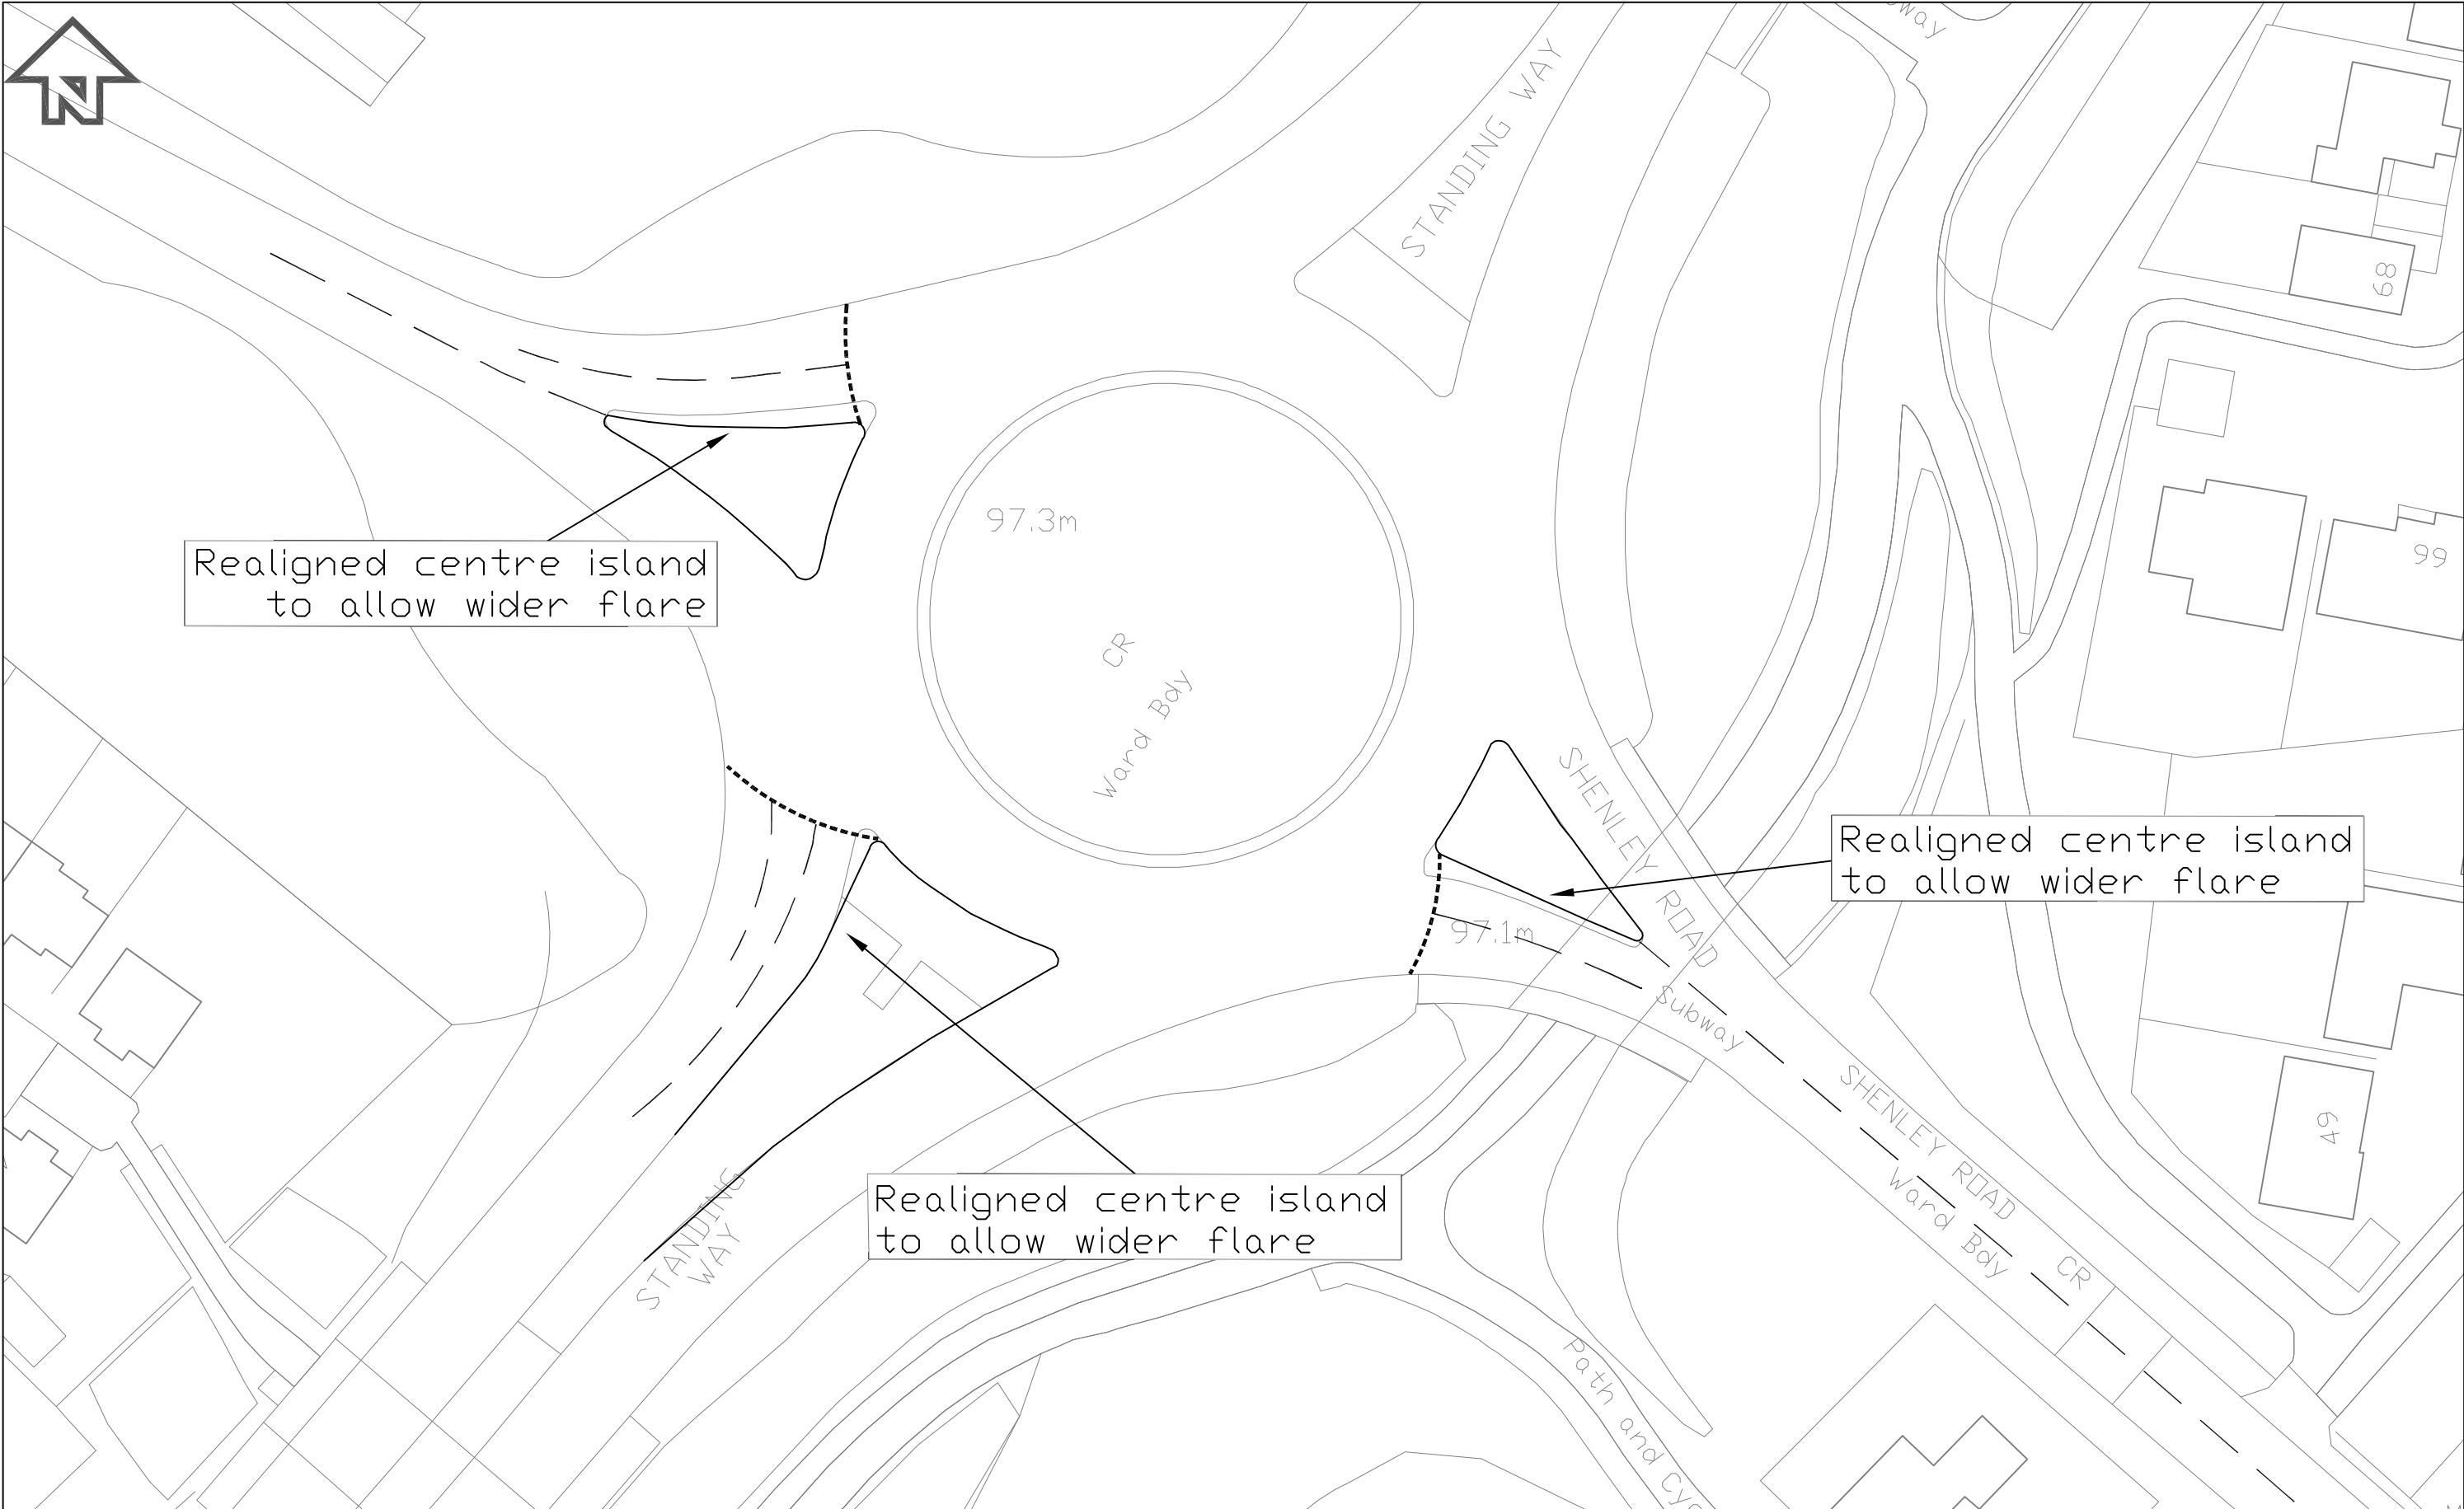 N
way
STANDING WAY
68
97.3m
66
Realigned centre island
to allow wider flare
CR
Ward Bdy
SHENLEY ROAD
Realigned centre island
to allow wider flare
97.1m
Subway
SHENLEY ROAD
CR
Ward Bdy
64
Realigned centre island
to allow wider flare
STANDING
WAY
Path and Cyc